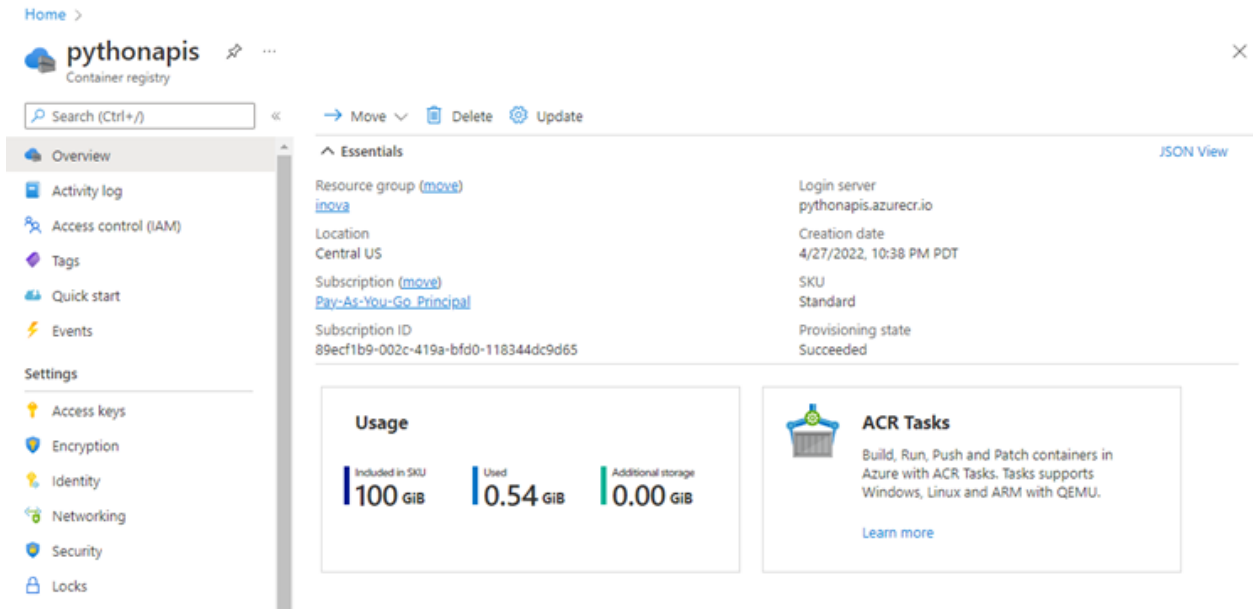 Home >
pythonapis ...
Container registry
Search (Ctrl+/)
«
Overview
Activity log
Access control (IAM)
Tags
Quick start
Events
Settings
Access keys
Encryption
Identity
Networking
Security
Locks
Move Delete Update
Essentials JSON View
Resource group (move)
inova
Location
Central US
Subscription (move)
Pay-As-You-Go Principal
Subscription ID
89ecf1b9-002c-419a-bfd0-118344dc9d65
Login server
pythonapis.azurecr.io
Creation date
4/27/2022, 10:38 PM PDT
SKU
Standard
Provisioning state
Succeeded
Usage
Included in SKU
100 GiB
Used
0.54 GiB
Additional storage
0.00 GiB
ACR Tasks
Build, Run, Push and Patch containers in
Azure with ACR Tasks. Tasks supports
Windows, Linux and ARM with QEMU.
Learn more